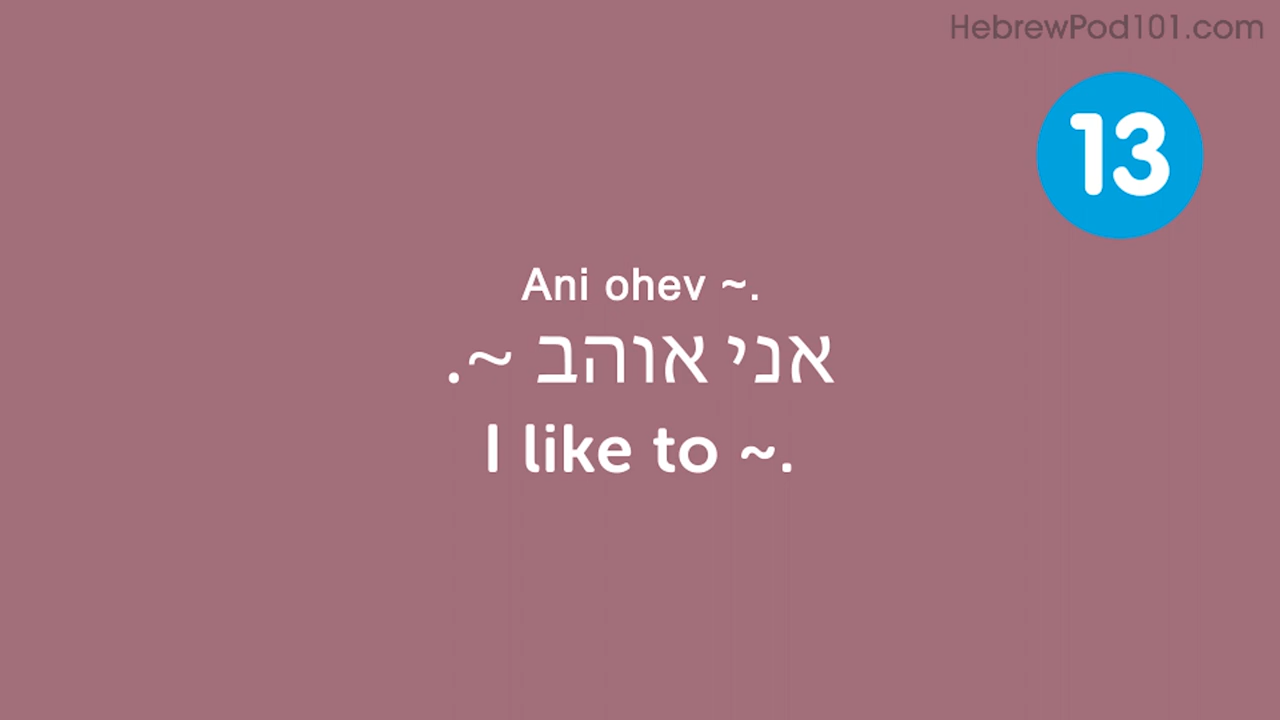 HebrewPod101.com
13
Ani ohev ~.
אני אוהב ~.
I like to ~.